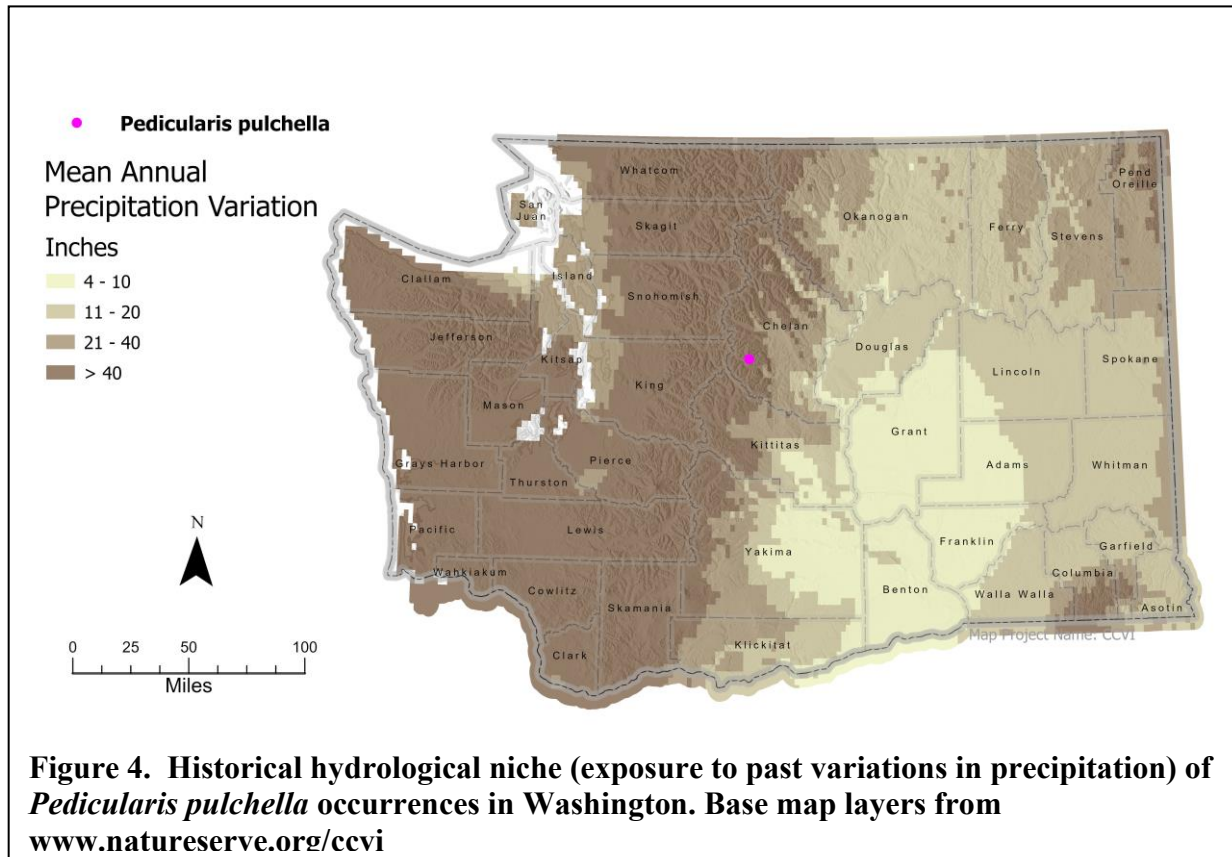 Pedicularis pulchella
Mean Annual
Precipitation Variation
Inches
4 - 10
11 - 20
21 - 40
> 40
Whatcom
Pend
Oreille
San
Juan
Okanogan
Skagit
Ferry
Stevens
Island
Clallam
Snohomish
Chelan
Jefferson
Douglas
Kitsap
Spokane
King
Lincoln
Mason
Grant
Kittitas
Pierce
Grays Harbor
Adams
Whitman
Thurston
N
Pacific
Lewis
Franklin
Yakima
Garfield
Wahkiakum
Columbia
Cowlitz
Benton
Walla Walla
Skamania
Asotin
Map Project Name: CCVI
Klickitat
Clark
0 25 50 100
Miles
Figure 4. Historical hydrological niche (exposure to past variations in precipitation) of
Pedicularis pulchella occurrences in Washington. Base map layers from
www.natureserve.org/ccvi